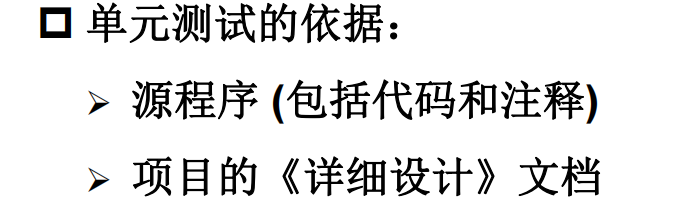 单元测试的依据：
源程序 (包括代码和注释)
项目的《详细设计》文档